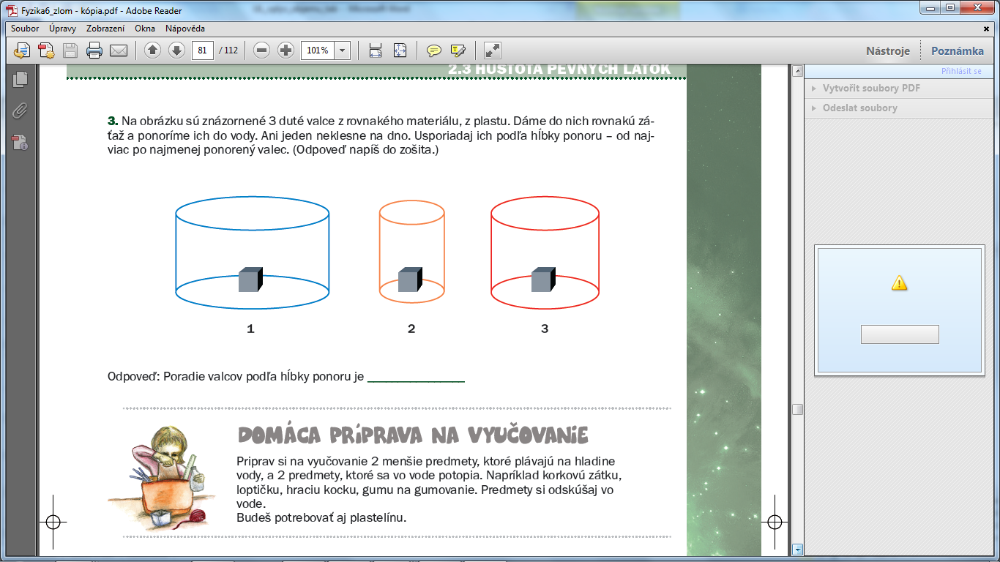 Fyzika6_zlom - kópia.pdf - Adobe Reader
Soubor Úpravy Zobrazení Okna Nápověda
81 / 112 101%
Nástroje Poznámka
Přihlásit se
Vytvořit soubory PDF
Odeslat soubory
2.3 HUSTOTA PEVNÝCH LÁTOK
3. Na obrázku sú znázornené 3 duté valce z rovnakého materiálu, z plastu. Dáme do nich rovnakú zá-
ťaž a ponoríme ich do vody. Ani jeden neklesne na dno. Usporiadaj ich podľa hĺbky ponoru – od naj-
viac po najmenej ponorený valec. (Odpoveď napíš do zošita.)
1 2 3
Odpoveď: Poradie valcov podľa hĺbky ponoru je ________________
DOMÁCA PRÍPRAVA NA VYUČOVANIE
Priprav si na vyučovanie 2 menšie predmety, ktoré plávajú na hladine
vody, a 2 predmety, ktoré sa vo vode potopia. Napríklad korkovú zátku,
loptičku, hraciu kocku, gumu na gumovanie. Predmety si odskúšaj vo
vode.
Budeš potrebovať aj plastelínu.